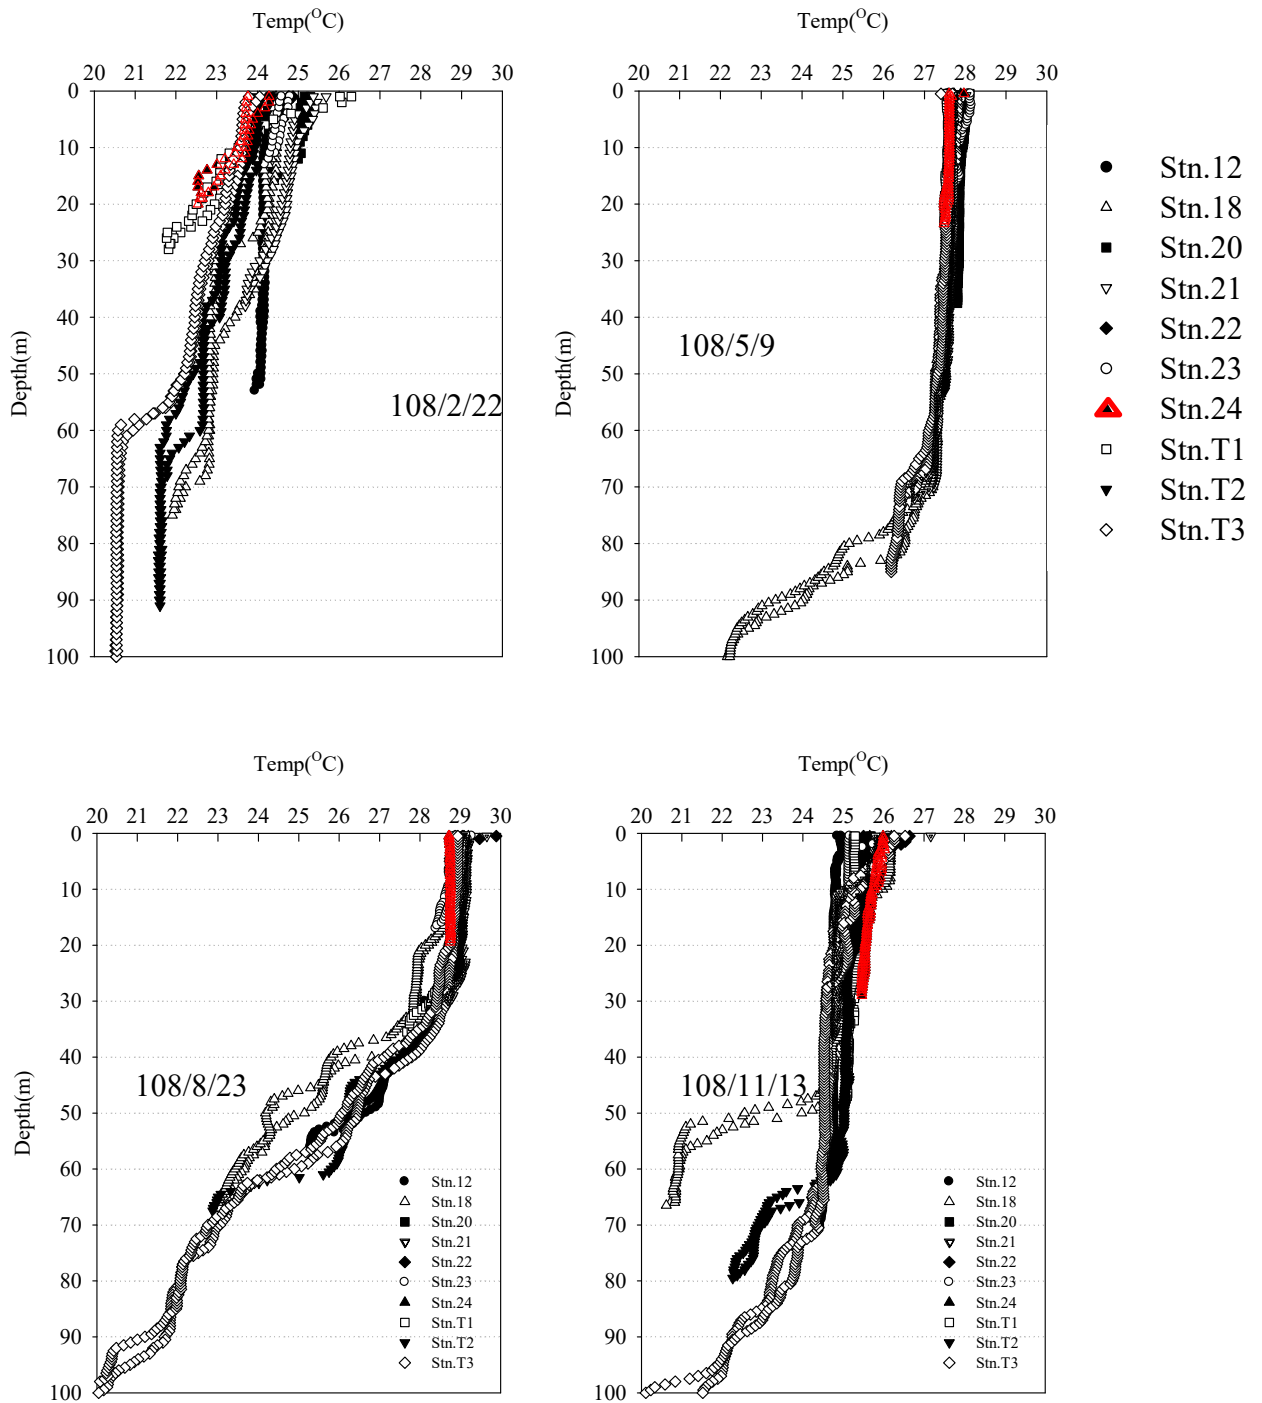 Temp(OC)
20 21 22 23 24 25 26 27 28 29 30
0
10
20
30
40
50
60
70
80
90
100
Depth(m)
108/2/22
Temp(OC)
20 21 22 23 24 25 26 27 28 29 30
0
10
20
30
40
50
60
70
80
90
100
Depth(m)
108/5/9
Stn.12
Stn.18
Stn.20
Stn.21
Stn.22
Stn.23
Stn.24
Stn.T1
Stn.T2
Stn.T3
Temp(OC)
20 21 22 23 24 25 26 27 28 29 30
0
10
20
30
40
50
60
70
80
90
100
Depth(m)
108/8/23
Stn.12
Stn.18
Stn.20
Stn.21
Stn.22
Stn.23
Stn.24
Stn.T1
Stn.T2
Stn.T3
Temp(OC)
20 21 22 23 24 25 26 27 28 29 30
0
10
20
30
40
50
60
70
80
90
100
108/11/13
Stn.12
Stn.18
Stn.20
Stn.21
Stn.22
Stn.23
Stn.24
Stn.T1
Stn.T2
Stn.T3